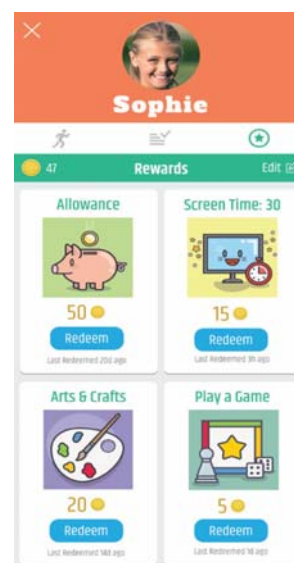 Sophie
47 Rewards Edit
Allowance
50
Redeem
Last Redeemed 20d ago
Screen Time: 30
15
Redeem
Last Redeemed 3h ago
Arts & Crafts
20
Redeem
Last Redeemed 14d ago
Play a Game
5
Redeem
Last Redeemed 1d ago